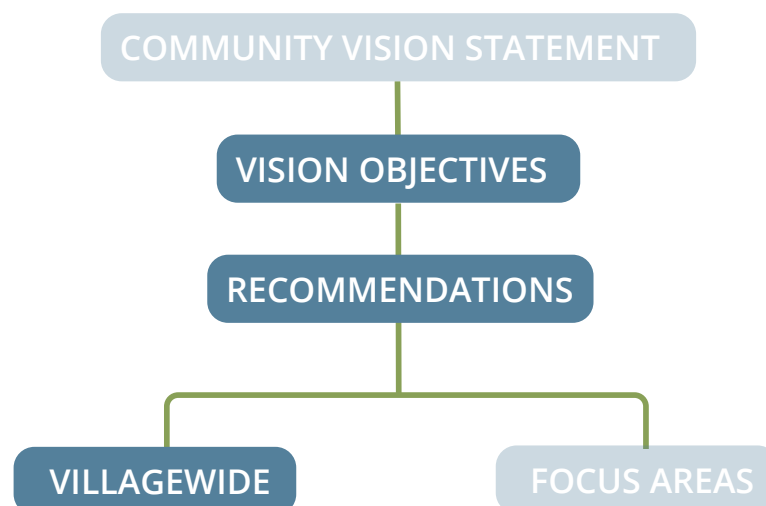 COMMUNITY VISION STATEMENT
VISION OBJECTIVES
RECOMMENDATIONS
VILLAGEWIDE
FOCUS AREAS